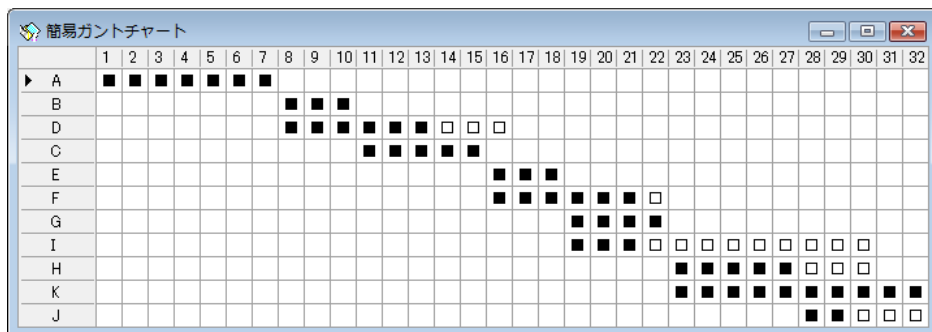 簡易ガントチャート
1 2 3 4 5 6 7 8 9 10 11 12 13 14 15 16 17 18 19 20 21 22 23 24 25 26 27 28 29 30 31 32
A ■ ■ ■ ■ ■ ■ ■
B ■ ■ ■
D ■ ■ ■ ■ ■ ■ □ □ □
C ■ ■ ■ ■ ■
E ■ ■ ■
F ■ ■ ■ ■ ■ ■ □
G ■ ■ ■ ■
I ■ ■ ■ □ □ □ □ □ □ □ □ □
H ■ ■ ■ ■ ■ □ □ □
K ■ ■ ■ ■ ■ ■ ■ ■ ■ ■
J ■ ■ □ □ □